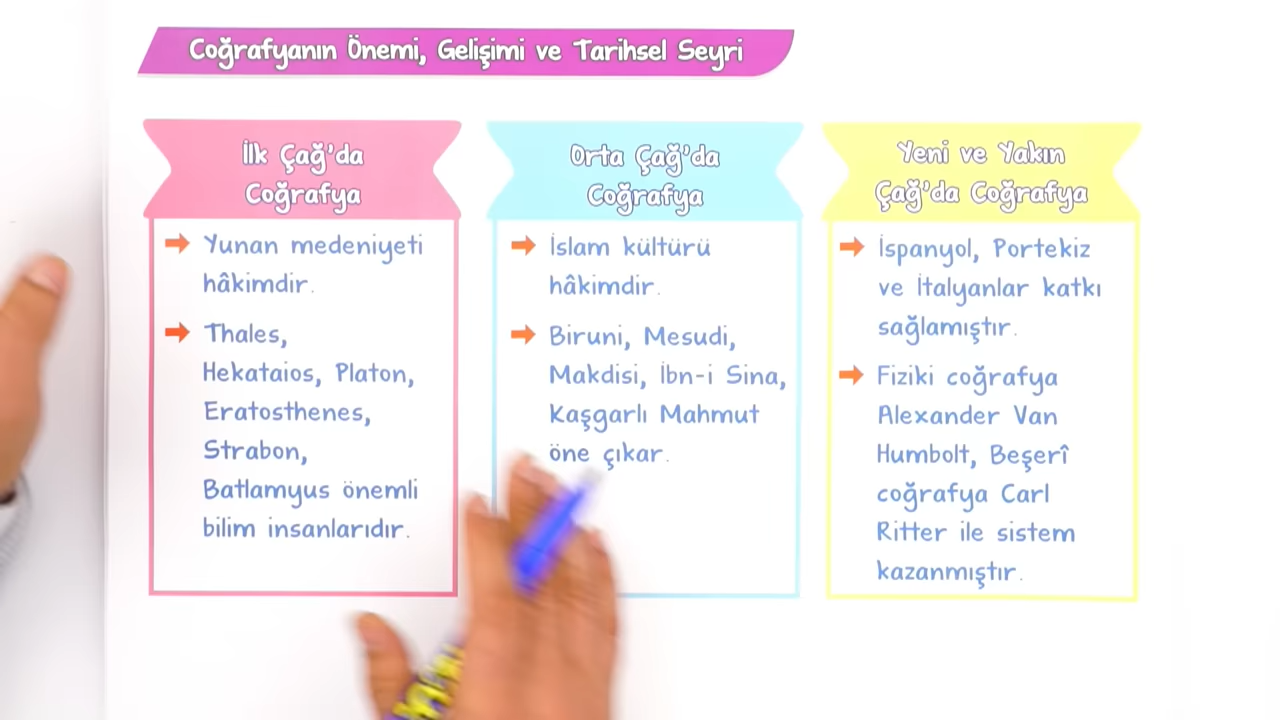 Coğrafyanın Önemi, Gelişimi ve Tarihsel Seyri
İlk Çağ'da
Coğrafya
Yunan medeniyeti
hâkimdir.
Thales,
Hekataios, Platon,
Eratosthenes,
Strabon,
Batlamyus önemli
bilim insanlarıdır.
Orta Çağ'da
Coğrafya
İslam kültürü
hâkimdir.
Biruni, Mesudi,
Makdisi, İbn-i Sina,
Kaşgarlı Mahmut
öne çıkar.
Yeni ve Yakın
Çağ'da Coğrafya
İspanyol, Portekiz
ve İtalyanlar katkı
sağlamıştır.
Fiziki coğrafya
Alexander Van
Humbolt, Beşerî
coğrafya Carl
Ritter ile sistem
kazanmıştır.